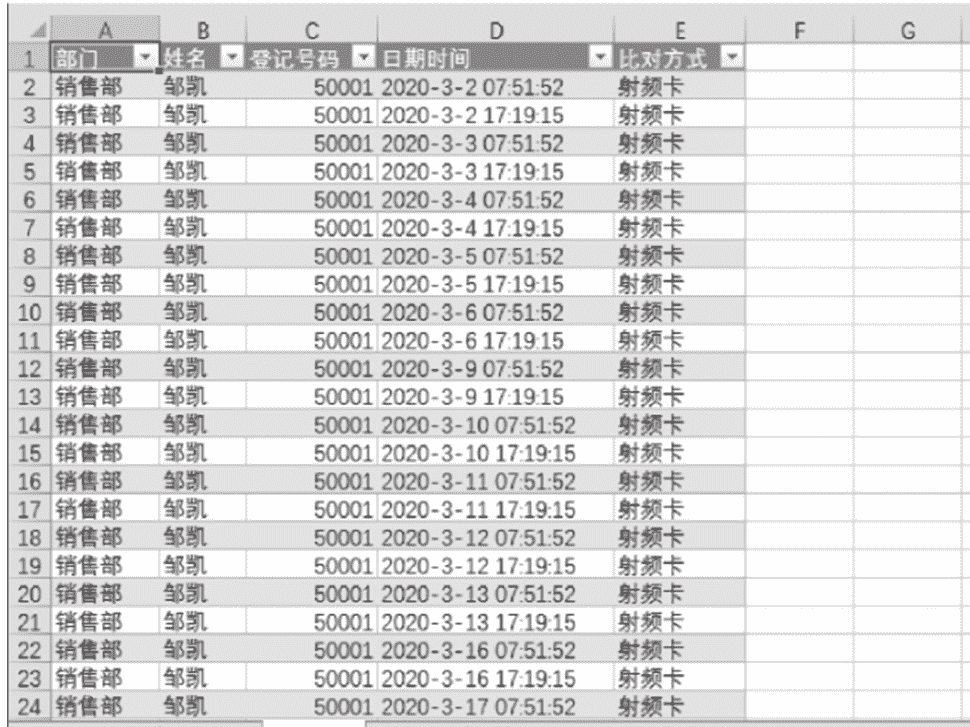 A B C D E F G
1 部门 姓名 登记号码 日期时间 比对方式
2 销售部 邹凯 50001 2020-3-2 07:51:52 射频卡
3 销售部 邹凯 50001 2020-3-2 17:19:15 射频卡
4 销售部 邹凯 50001 2020-3-3 07:51:52 射频卡
5 销售部 邹凯 50001 2020-3-3 17:19:15 射频卡
6 销售部 邹凯 50001 2020-3-4 07:51:52 射频卡
7 销售部 邹凯 50001 2020-3-4 17:19:15 射频卡
8 销售部 邹凯 50001 2020-3-5 07:51:52 射频卡
9 销售部 邹凯 50001 2020-3-5 17:19:15 射频卡
10 销售部 邹凯 50001 2020-3-6 07:51:52 射频卡
11 销售部 邹凯 50001 2020-3-6 17:19:15 射频卡
12 销售部 邹凯 50001 2020-3-9 07:51:52 射频卡
13 销售部 邹凯 50001 2020-3-9 17:19:15 射频卡
14 销售部 邹凯 50001 2020-3-10 07:51:52 射频卡
15 销售部 邹凯 50001 2020-3-10 17:19:15 射频卡
16 销售部 邹凯 50001 2020-3-11 07:51:52 射频卡
17 销售部 邹凯 50001 2020-3-11 17:19:15 射频卡
18 销售部 邹凯 50001 2020-3-12 07:51:52 射频卡
19 销售部 邹凯 50001 2020-3-12 17:19:15 射频卡
20 销售部 邹凯 50001 2020-3-13 07:51:52 射频卡
21 销售部 邹凯 50001 2020-3-13 17:19:15 射频卡
22 销售部 邹凯 50001 2020-3-16 07:51:52 射频卡
23 销售部 邹凯 50001 2020-3-16 17:19:15 射频卡
24 销售部 邹凯 50001 2020-3-17 07:51:52 射频卡